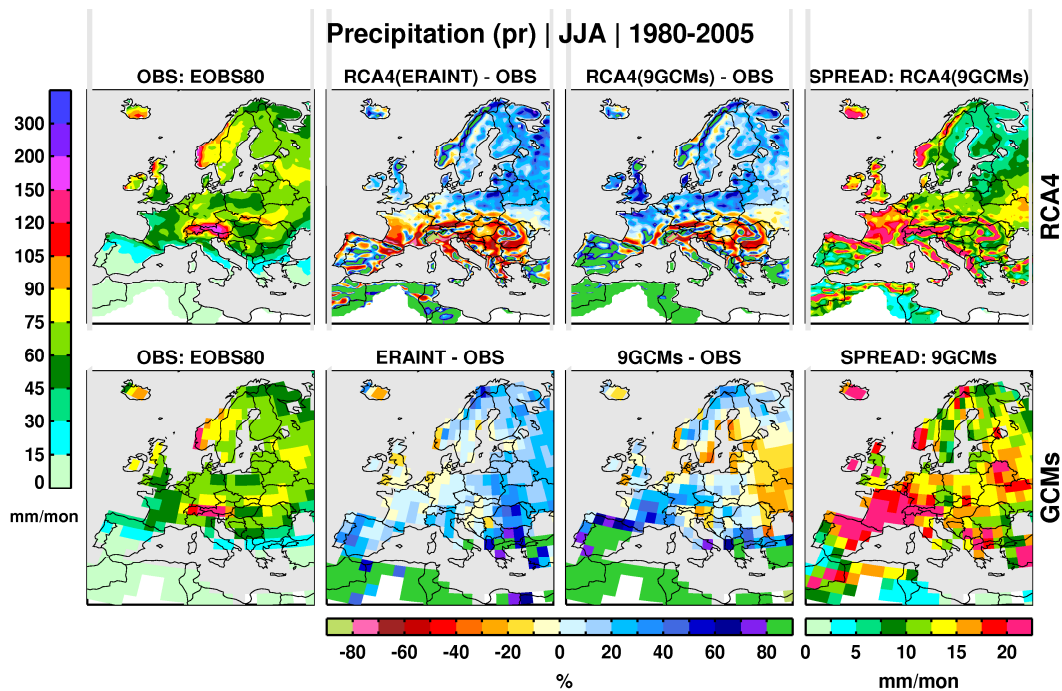 Precipitation (pr) | JJA | 1980-2005
OBS: EOBS80
RCA4(ERAINT) - OBS
RCA4(9GCMs) - OBS
SPREAD: RCA4(9GCMs)
300
200
150
120
105
90
75
60
45
30
15
0
mm/mon
RCA4
OBS: EOBS80
ERAINT - OBS
9GCMs - OBS
SPREAD: 9GCMs
GCMs
-80 -60 -40 -20 0 20 40 60 80
%
0 5 10 15 20
mm/mon